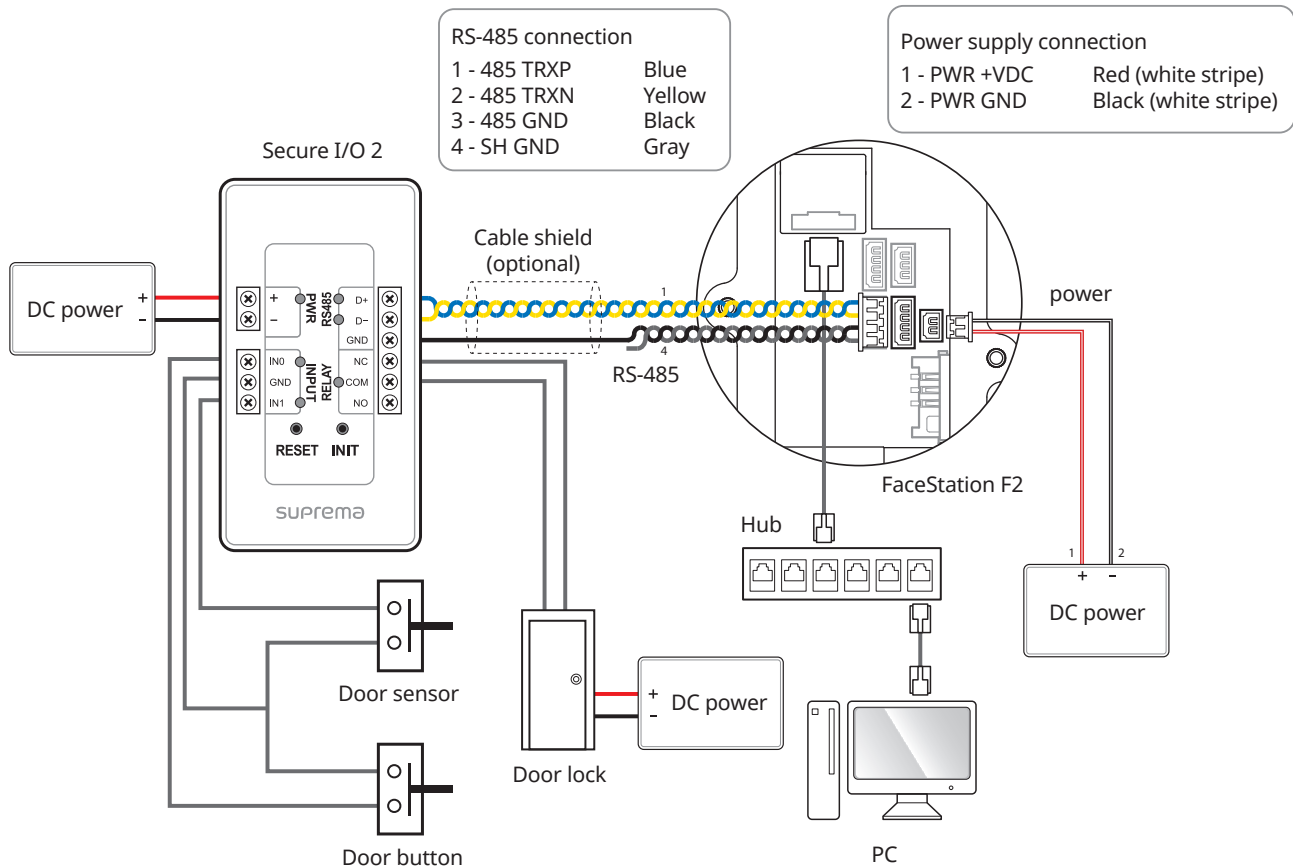 RS-485 connection
1 - 485 TRXP Blue
2 - 485 TRXN Yellow
3 - 485 GND Black
4 - SH GND Gray
Power supply connection
1 - PWR +VDC Red (white stripe)
2 - PWR GND Black (white stripe)
Secure I/O 2
Cable shield
(optional)
DC power
+
-
+
-
PWR
RS485
D+
D-
GND
IN0
GND
IN1
INPUT
RELAY
NC
COM
NO
RESET INIT
suprema
1
4
RS-485
power
FaceStation F2
Hub
1 2
+ -
DC power
Door sensor
+
-
DC power
Door lock
Door button
PC